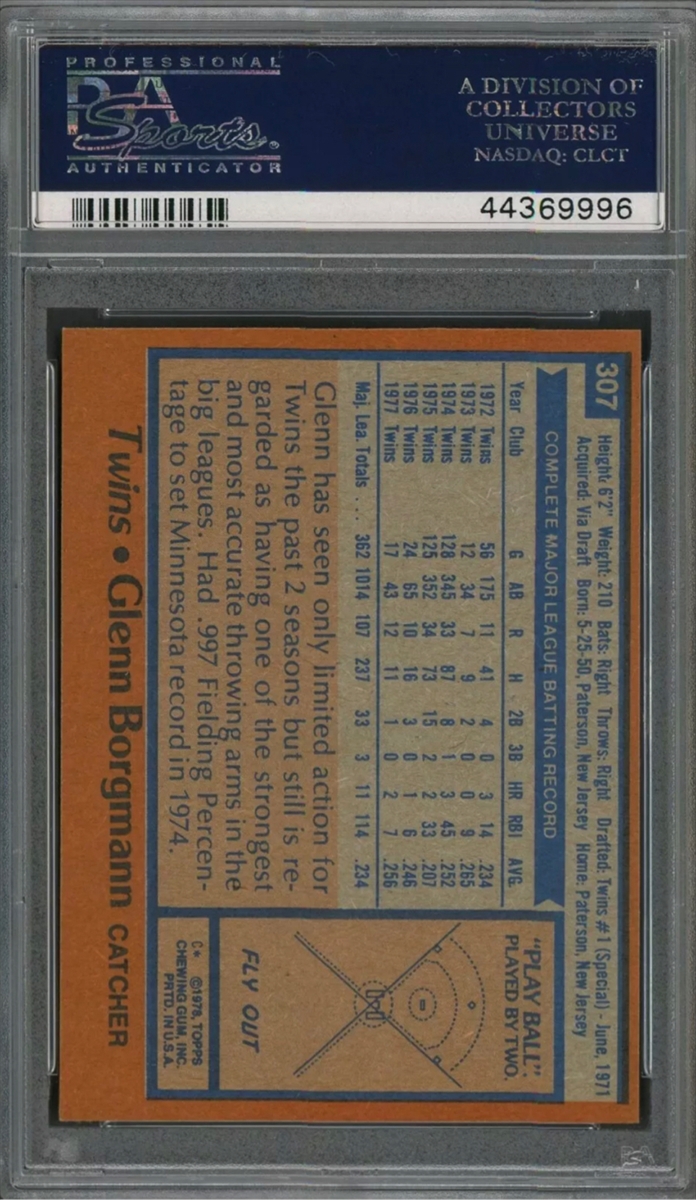 PROFESSIONAL
PSA
Sports.
AUTHENTICATOR
A DIVISION OF
COLLECTORS
UNIVERSE
NASDAQ: CLCT
44369996
307
Height: 6'2" Weight: 210 Bats: Right Throws: Right Drafted: Twins #1 (Special) - June, 1971
Acquired: Via Draft Born: 5-25-50, Paterson, New Jersey Home: Paterson, New Jersey
COMPLETE MAJOR LEAGUE BATTING RECORD
Year Club G AB R H 2B 3B HR RBI AVG.
1972 Twins 56 175 11 41 4 0 3 14 .234
1973 Twins 12 34 7 9 2 0 0 9 .265
1974 Twins 128 345 33 87 8 1 3 45 .252
1975 Twins 125 352 34 73 15 2 2 33 .207
1976 Twins 24 65 10 16 3 0 1 6 .246
1977 Twins 17 43 12 11 1 0 2 7 .256
Maj. Lea. Totals . . . 362 1014 107 237 33 3 11 114 .234
Glenn has seen only limited action for
Twins the past 2 seasons but still is re-
garded as having one of the strongest
and most accurate throwing arms in the
big leagues. Had .997 Fielding Percen-
tage to set Minnesota record in 1974.
"PLAY BALL":
PLAYED BY TWO.
FLY OUT
C* ©1978, TOPPS
CHEWING GUM, INC.
PRTD. IN U.S.A.
Twins • Glenn Borgmann CATCHER
PSA